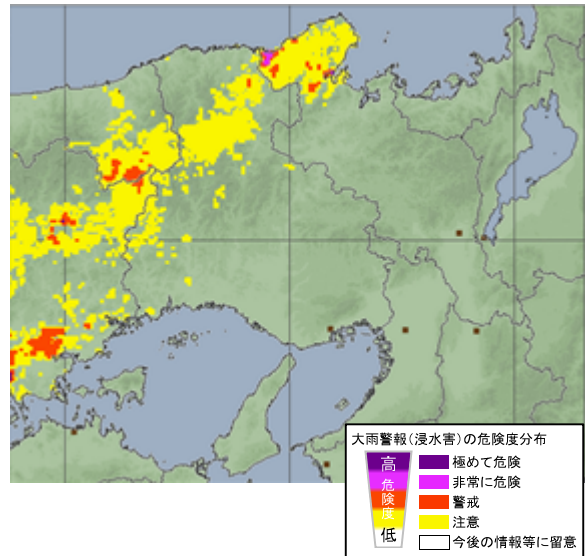 大雨警報(浸水害)の危険度分布
高
危険度
低
極めて危険
非常に危険
警戒
注意
今後の情報等に留意